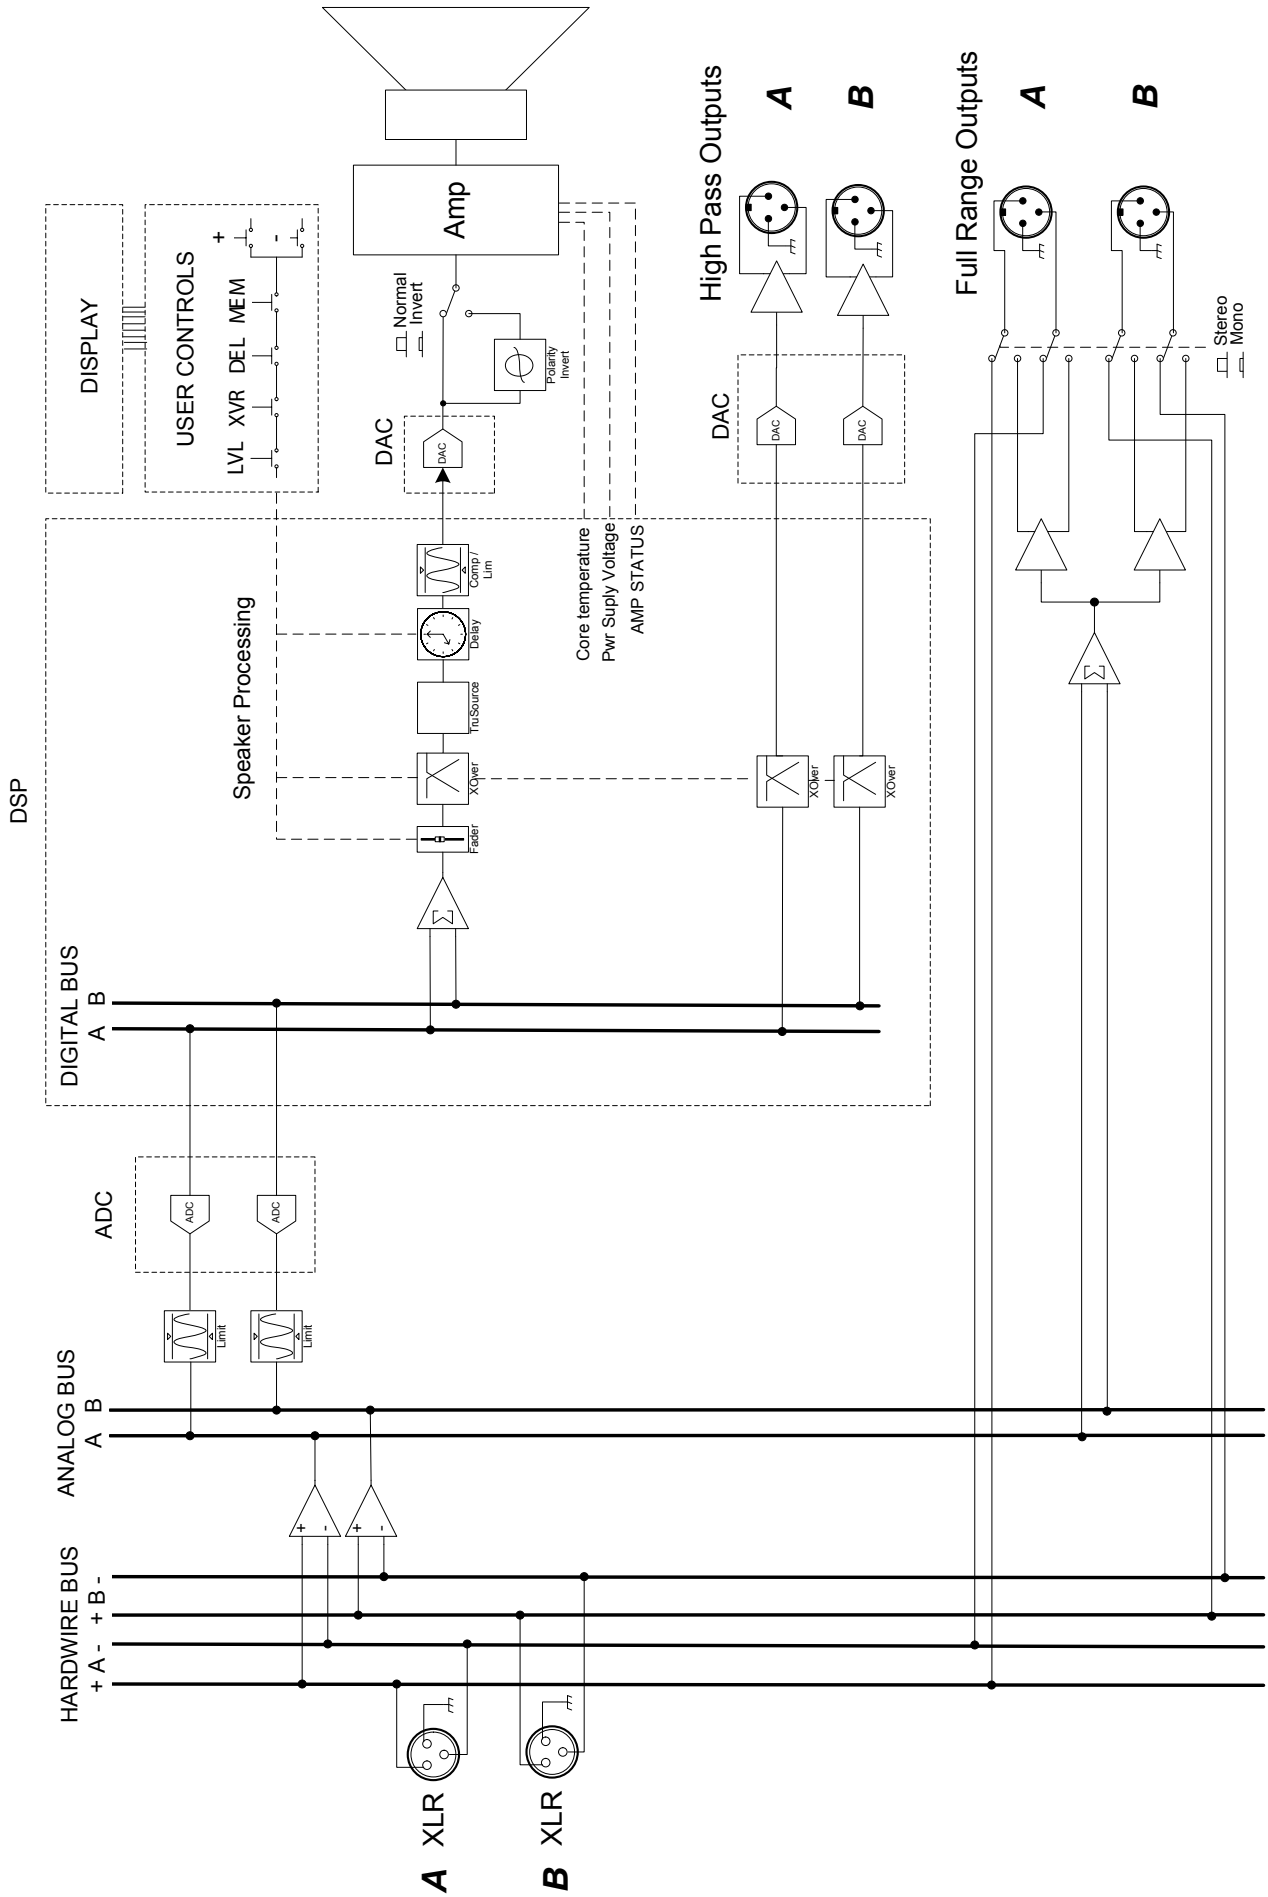 A XLR
B XLR
HARDWIRE BUS
+ A - + B -
+ -
+ -
ANALOG BUS
A B
Limit
Limit
ADC
ADC
ADC
DSP
DIGITAL BUS
A B
Σ
Fader
XOver
TruSource
Delay
Comp /
Lim
Speaker Processing
XOver
XOver
Core temperature
Pwr Suply Voltage
AMP STATUS
DISPLAY
USER CONTROLS
LVL XVR DEL MEM
+
-
DAC
DAC
Normal
Invert
Polarity
Invert
Amp
DAC
DAC
DAC
High Pass Outputs
A
B
Σ
Full Range Outputs
A
B
Stereo
Mono